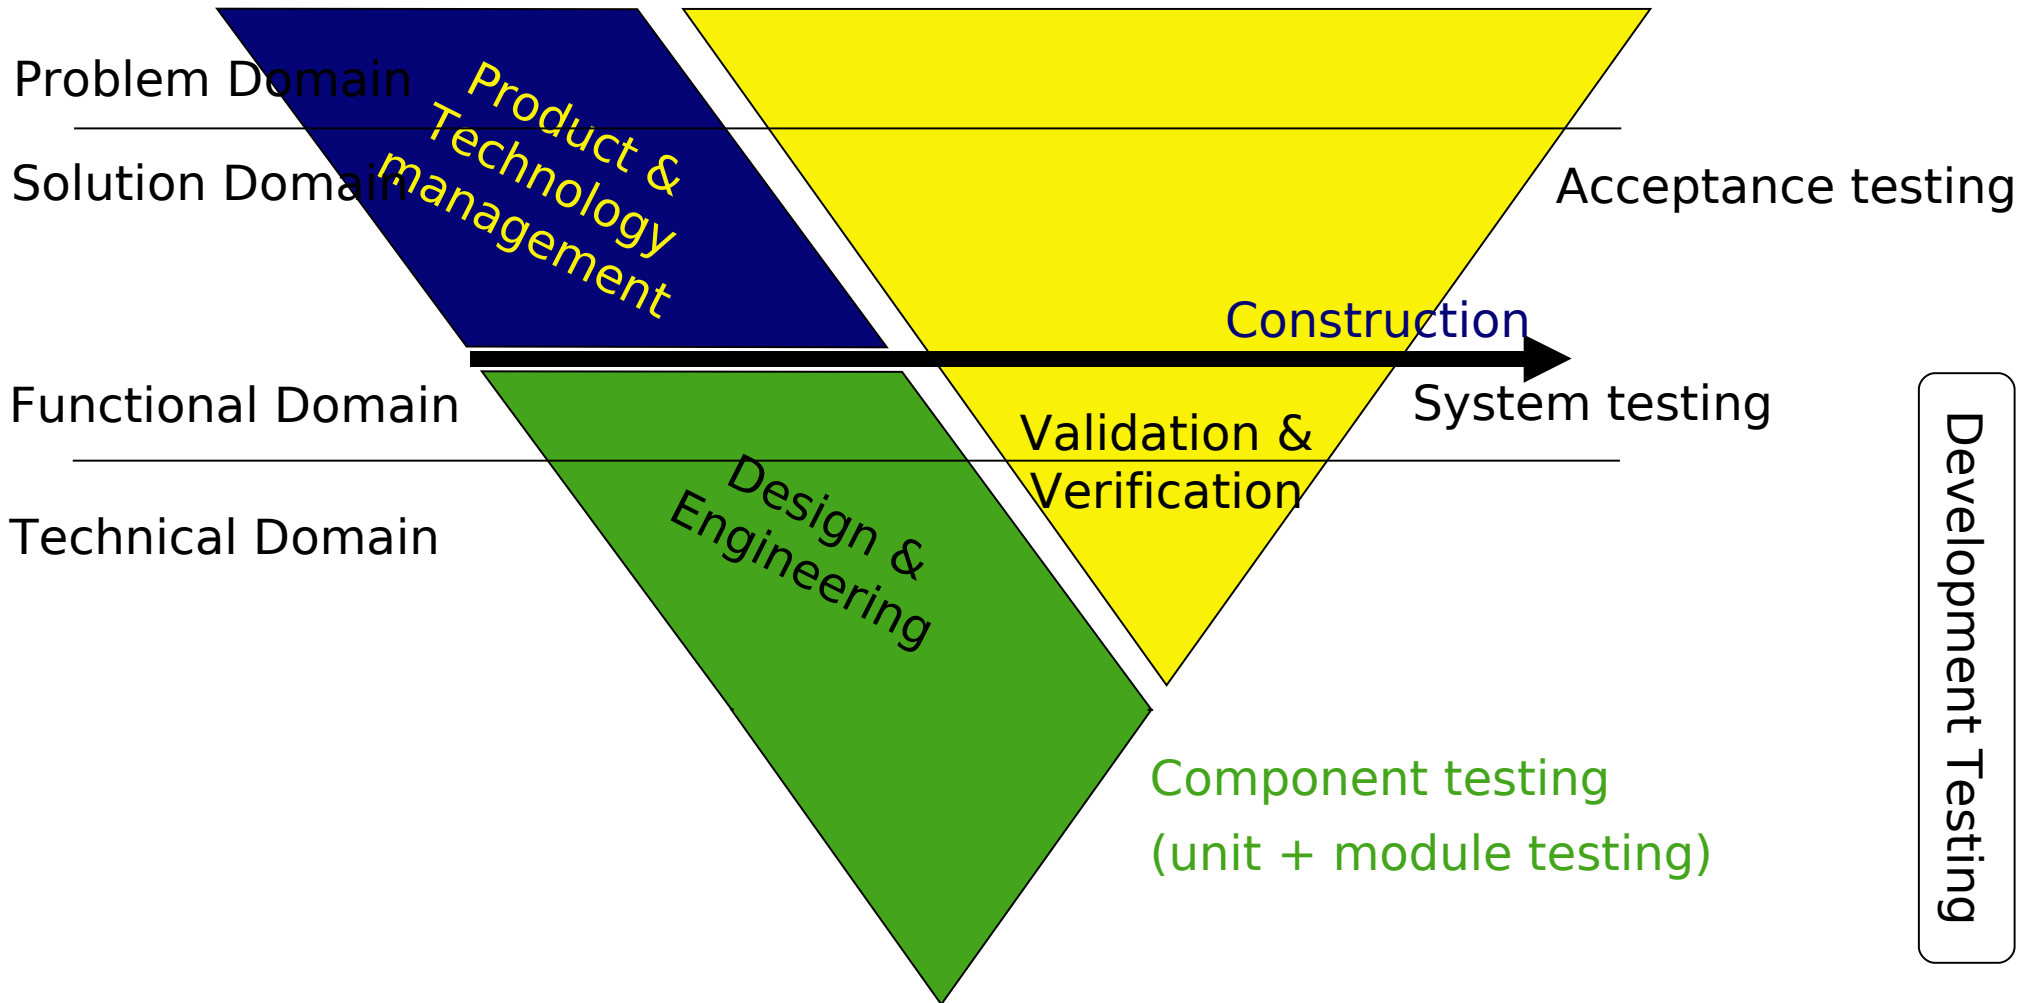 Problem Domain
Product &
Technology
management
Solution Domain
Acceptance testing
Construction
Functional Domain
System testing
Validation &
Verification
Design &
Engineering
Technical Domain
Component testing
(unit + module testing)
Development Testing